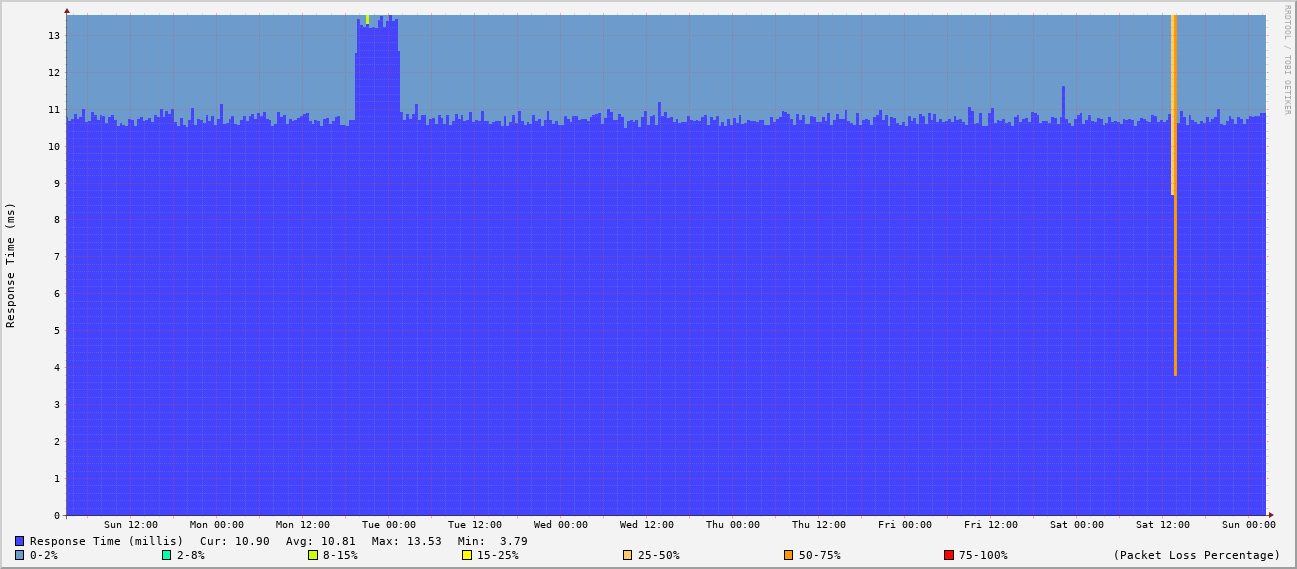 RRDTOOL / TOBI OETIKER
Response Time (ms)
13
12
11
10
9
8
7
6
5
4
3
2
1
0
Sun 12:00 Mon 00:00 Mon 12:00 Tue 00:00 Tue 12:00 Wed 00:00 Wed 12:00 Thu 00:00 Thu 12:00 Fri 00:00 Fri 12:00 Sat 00:00 Sat 12:00 Sun 00:00
Response Time (millis) Cur: 10.90 Avg: 10.81 Max: 13.53 Min: 3.79
0-2% 2-8% 8-15% 15-25% 25-50% 50-75% 75-100% (Packet Loss Percentage)